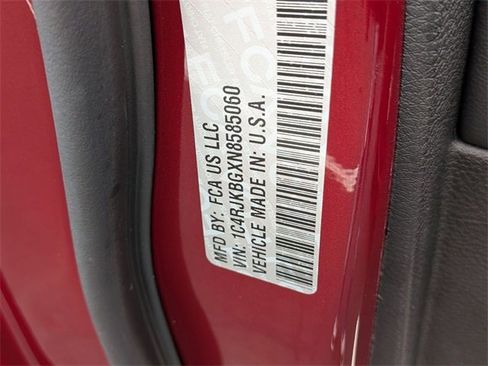 MFD BY: FCA US LLC
VIN: 1C4RJKBGXN8585060
VEHICLE MADE IN: U.S.A.